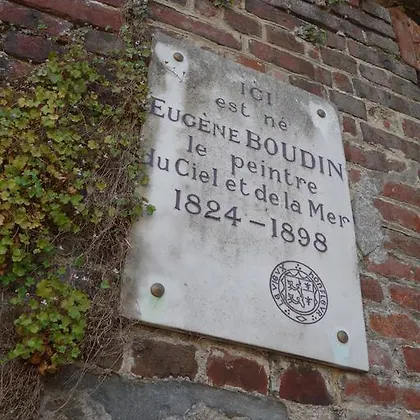 ICI
est né
EUGÈNE BOUDIN
le peintre
du Ciel et de la Mer
1824-1898